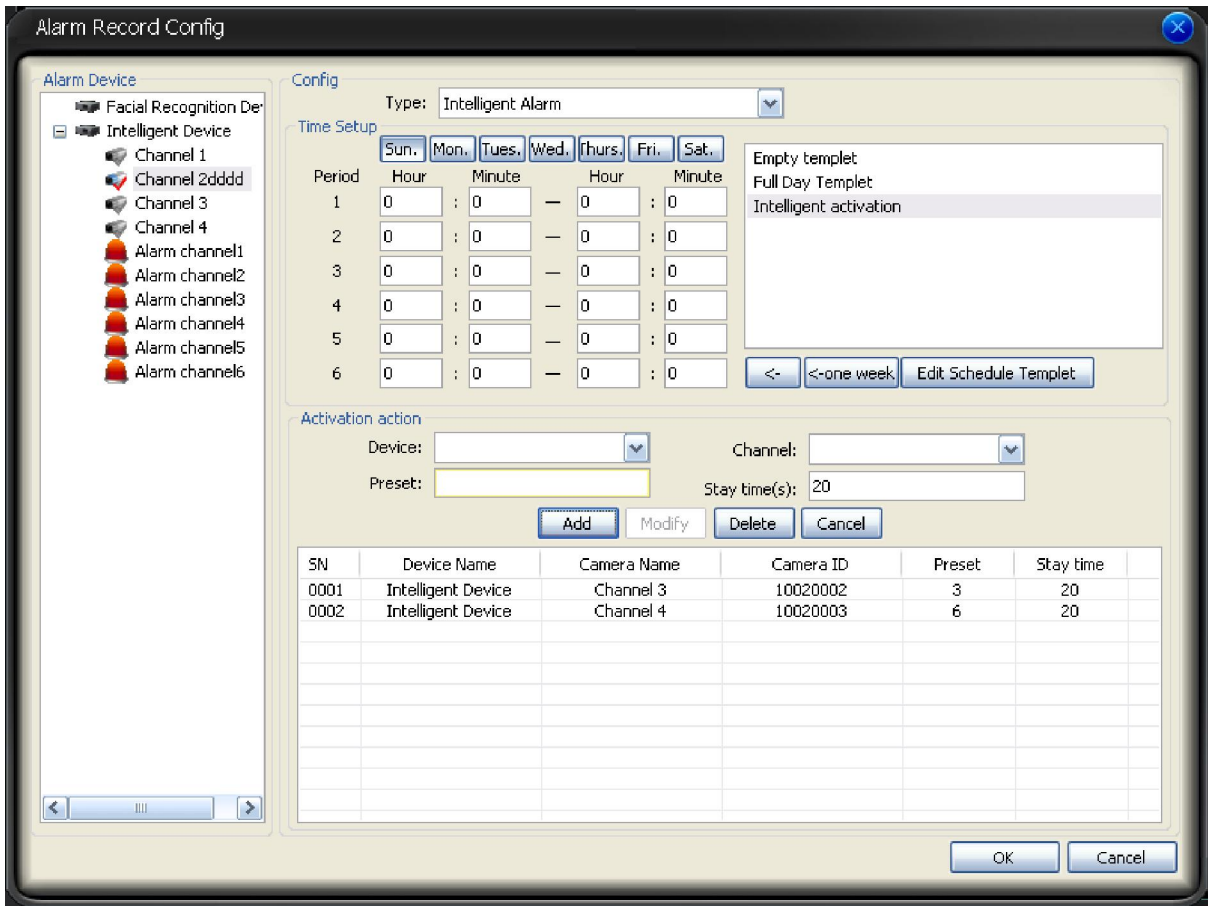 Alarm Record Config
Alarm Device
Facial Recognition De
Intelligent Device
Channel 1
Channel 2dddd
Channel 3
Channel 4
Alarm channel1
Alarm channel2
Alarm channel3
Alarm channel4
Alarm channel5
Alarm channel6
Config
Type: Intelligent Alarm
Time Setup
Sun. Mon. Tues. Wed. Thurs. Fri. Sat.
Period Hour Minute Hour Minute
1 0 : 0 — 0 : 0
2 0 : 0 — 0 : 0
3 0 : 0 — 0 : 0
4 0 : 0 — 0 : 0
5 0 : 0 — 0 : 0
6 0 : 0 — 0 : 0
Empty templet
Full Day Templet
Intelligent activation
<- <-one week Edit Schedule Templet
Activation action
Device: Channel:
Preset: Stay time(s): 20
Add Modify Delete Cancel
SN Device Name Camera Name Camera ID Preset Stay time
0001 Intelligent Device Channel 3 10020002 3 20
0002 Intelligent Device Channel 4 10020003 6 20
OK Cancel